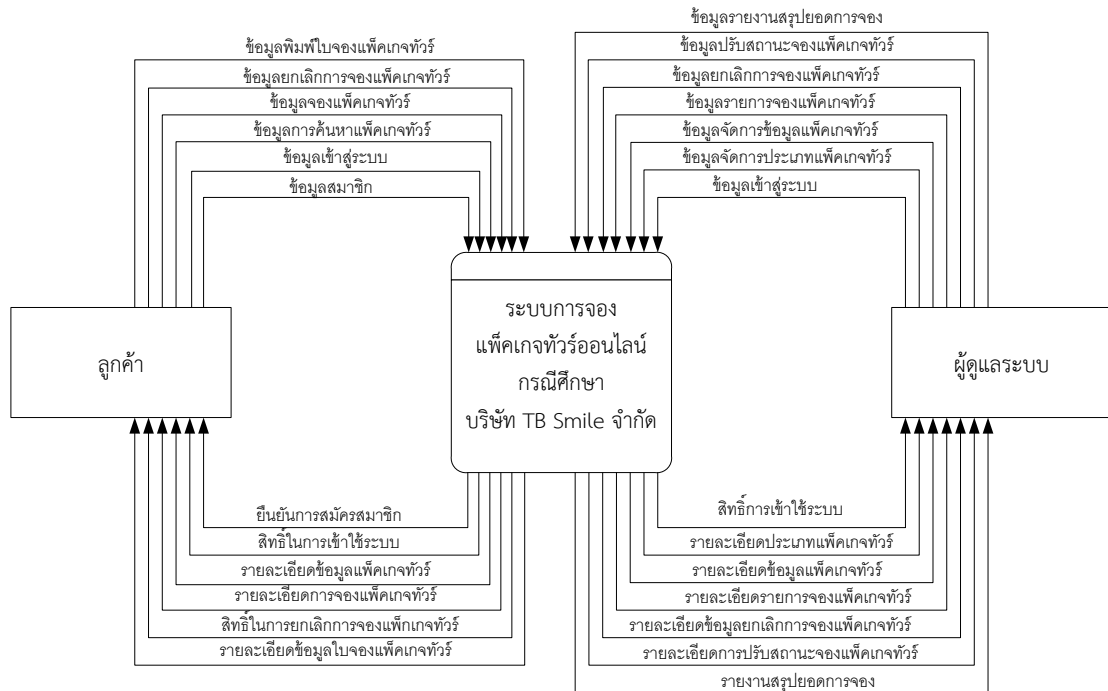 ข้อมูลรายงานสรุปยอดการจอง
ข้อมูลปรับสถานะจองแพ็คเกจทัวร์
ข้อมูลยกเลิกการจองแพ็คเกจทัวร์
ข้อมูลรายการจองแพ็คเกจทัวร์
ข้อมูลจัดการข้อมูลแพ็คเกจทัวร์
ข้อมูลจัดการประเภทแพ็คเกจทัวร์
ข้อมูลเข้าสู่ระบบ
ข้อมูลพิมพ์ใบจองแพ็คเกจทัวร์
ข้อมูลยกเลิกการจองแพ็คเกจทัวร์
ข้อมูลจองแพ็คเกจทัวร์
ข้อมูลการค้นหาแพ็คเกจทัวร์
ข้อมูลเข้าสู่ระบบ
ข้อมูลสมาชิก
ลูกค้า
ระบบการจอง
แพ็คเกจทัวร์ออนไลน์
กรณีศึกษา
บริษัท TB Smile จำกัด
ผู้ดูแลระบบ
ยืนยันการสมัครสมาชิก
สิทธิ์ในการเข้าใช้ระบบ
รายละเอียดข้อมูลแพ็คเกจทัวร์
รายละเอียดการจองแพ็คเกจทัวร์
สิทธิ์ในการยกเลิกการจองแพ็กเกจทัวร์
รายละเอียดข้อมูลใบจองแพ็คเกจทัวร์
สิทธิ์การเข้าใช้ระบบ
รายละเอียดประเภทแพ็คเกจทัวร์
รายละเอียดข้อมูลแพ็คเกจทัวร์
รายละเอียดรายการจองแพ็คเกจทัวร์
รายละเอียดข้อมูลยกเลิกการจองแพ็คเกจทัวร์
รายละเอียดการปรับสถานะจองแพ็คเกจทัวร์
รายงานสรุปยอดการจอง